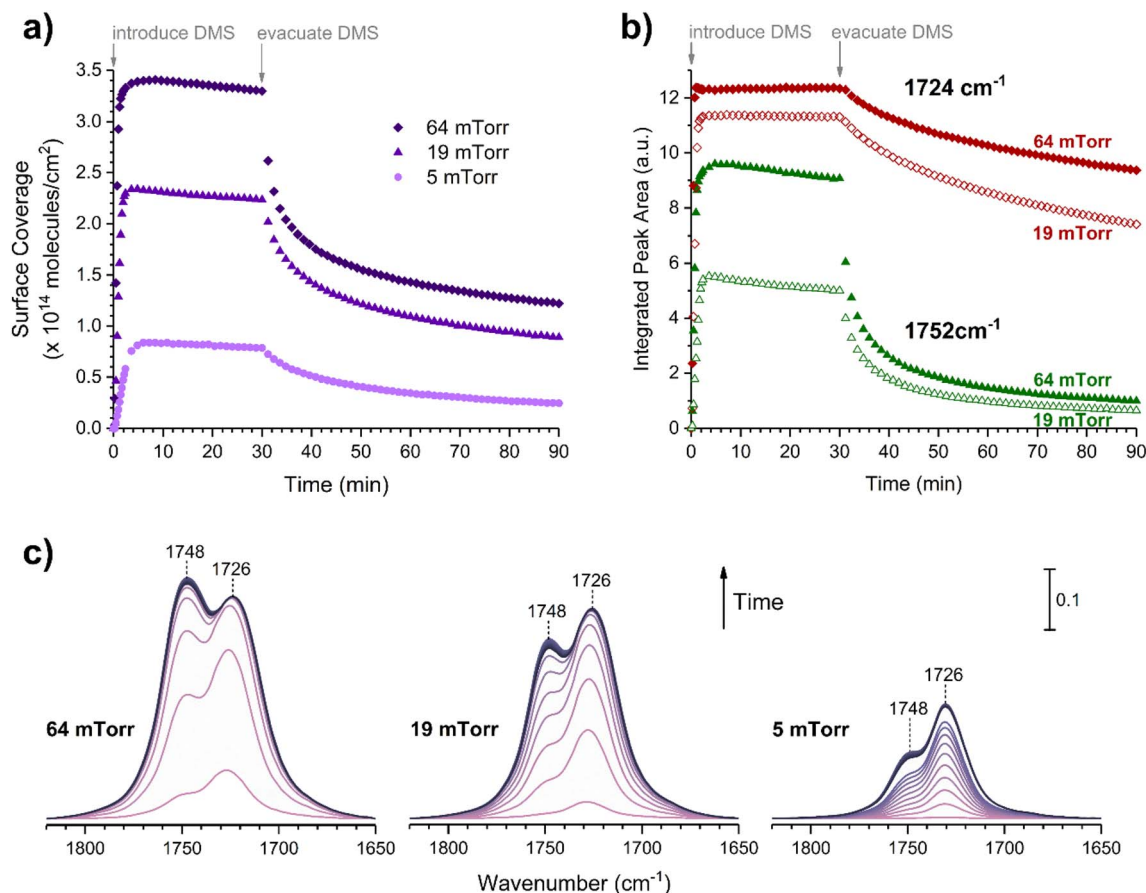 a)
introduce DMS evacuate DMS
3.5
3.0
2.5
2.0
1.5
1.0
0.5
0.0
Surface Coverage
(x 10¹⁴ molecules/cm²)
64 mTorr
19 mTorr
5 mTorr
0 10 20 30 40 50 60 70 80 90
Time (min)
b)
introduce DMS evacuate DMS
12
10
8
6
4
2
0
Integrated Peak Area (a.u.)
1724 cm⁻¹
64 mTorr
19 mTorr
1752cm⁻¹
64 mTorr
19 mTorr
0 10 20 30 40 50 60 70 80 90
Time (min)
c)
1748 1726
64 mTorr
1800 1750 1700 1650
1748 1726
19 mTorr
1800 1750 1700 1650
Time
0.1
1748 1726
5 mTorr
1800 1750 1700 1650
Wavenumber (cm⁻¹)